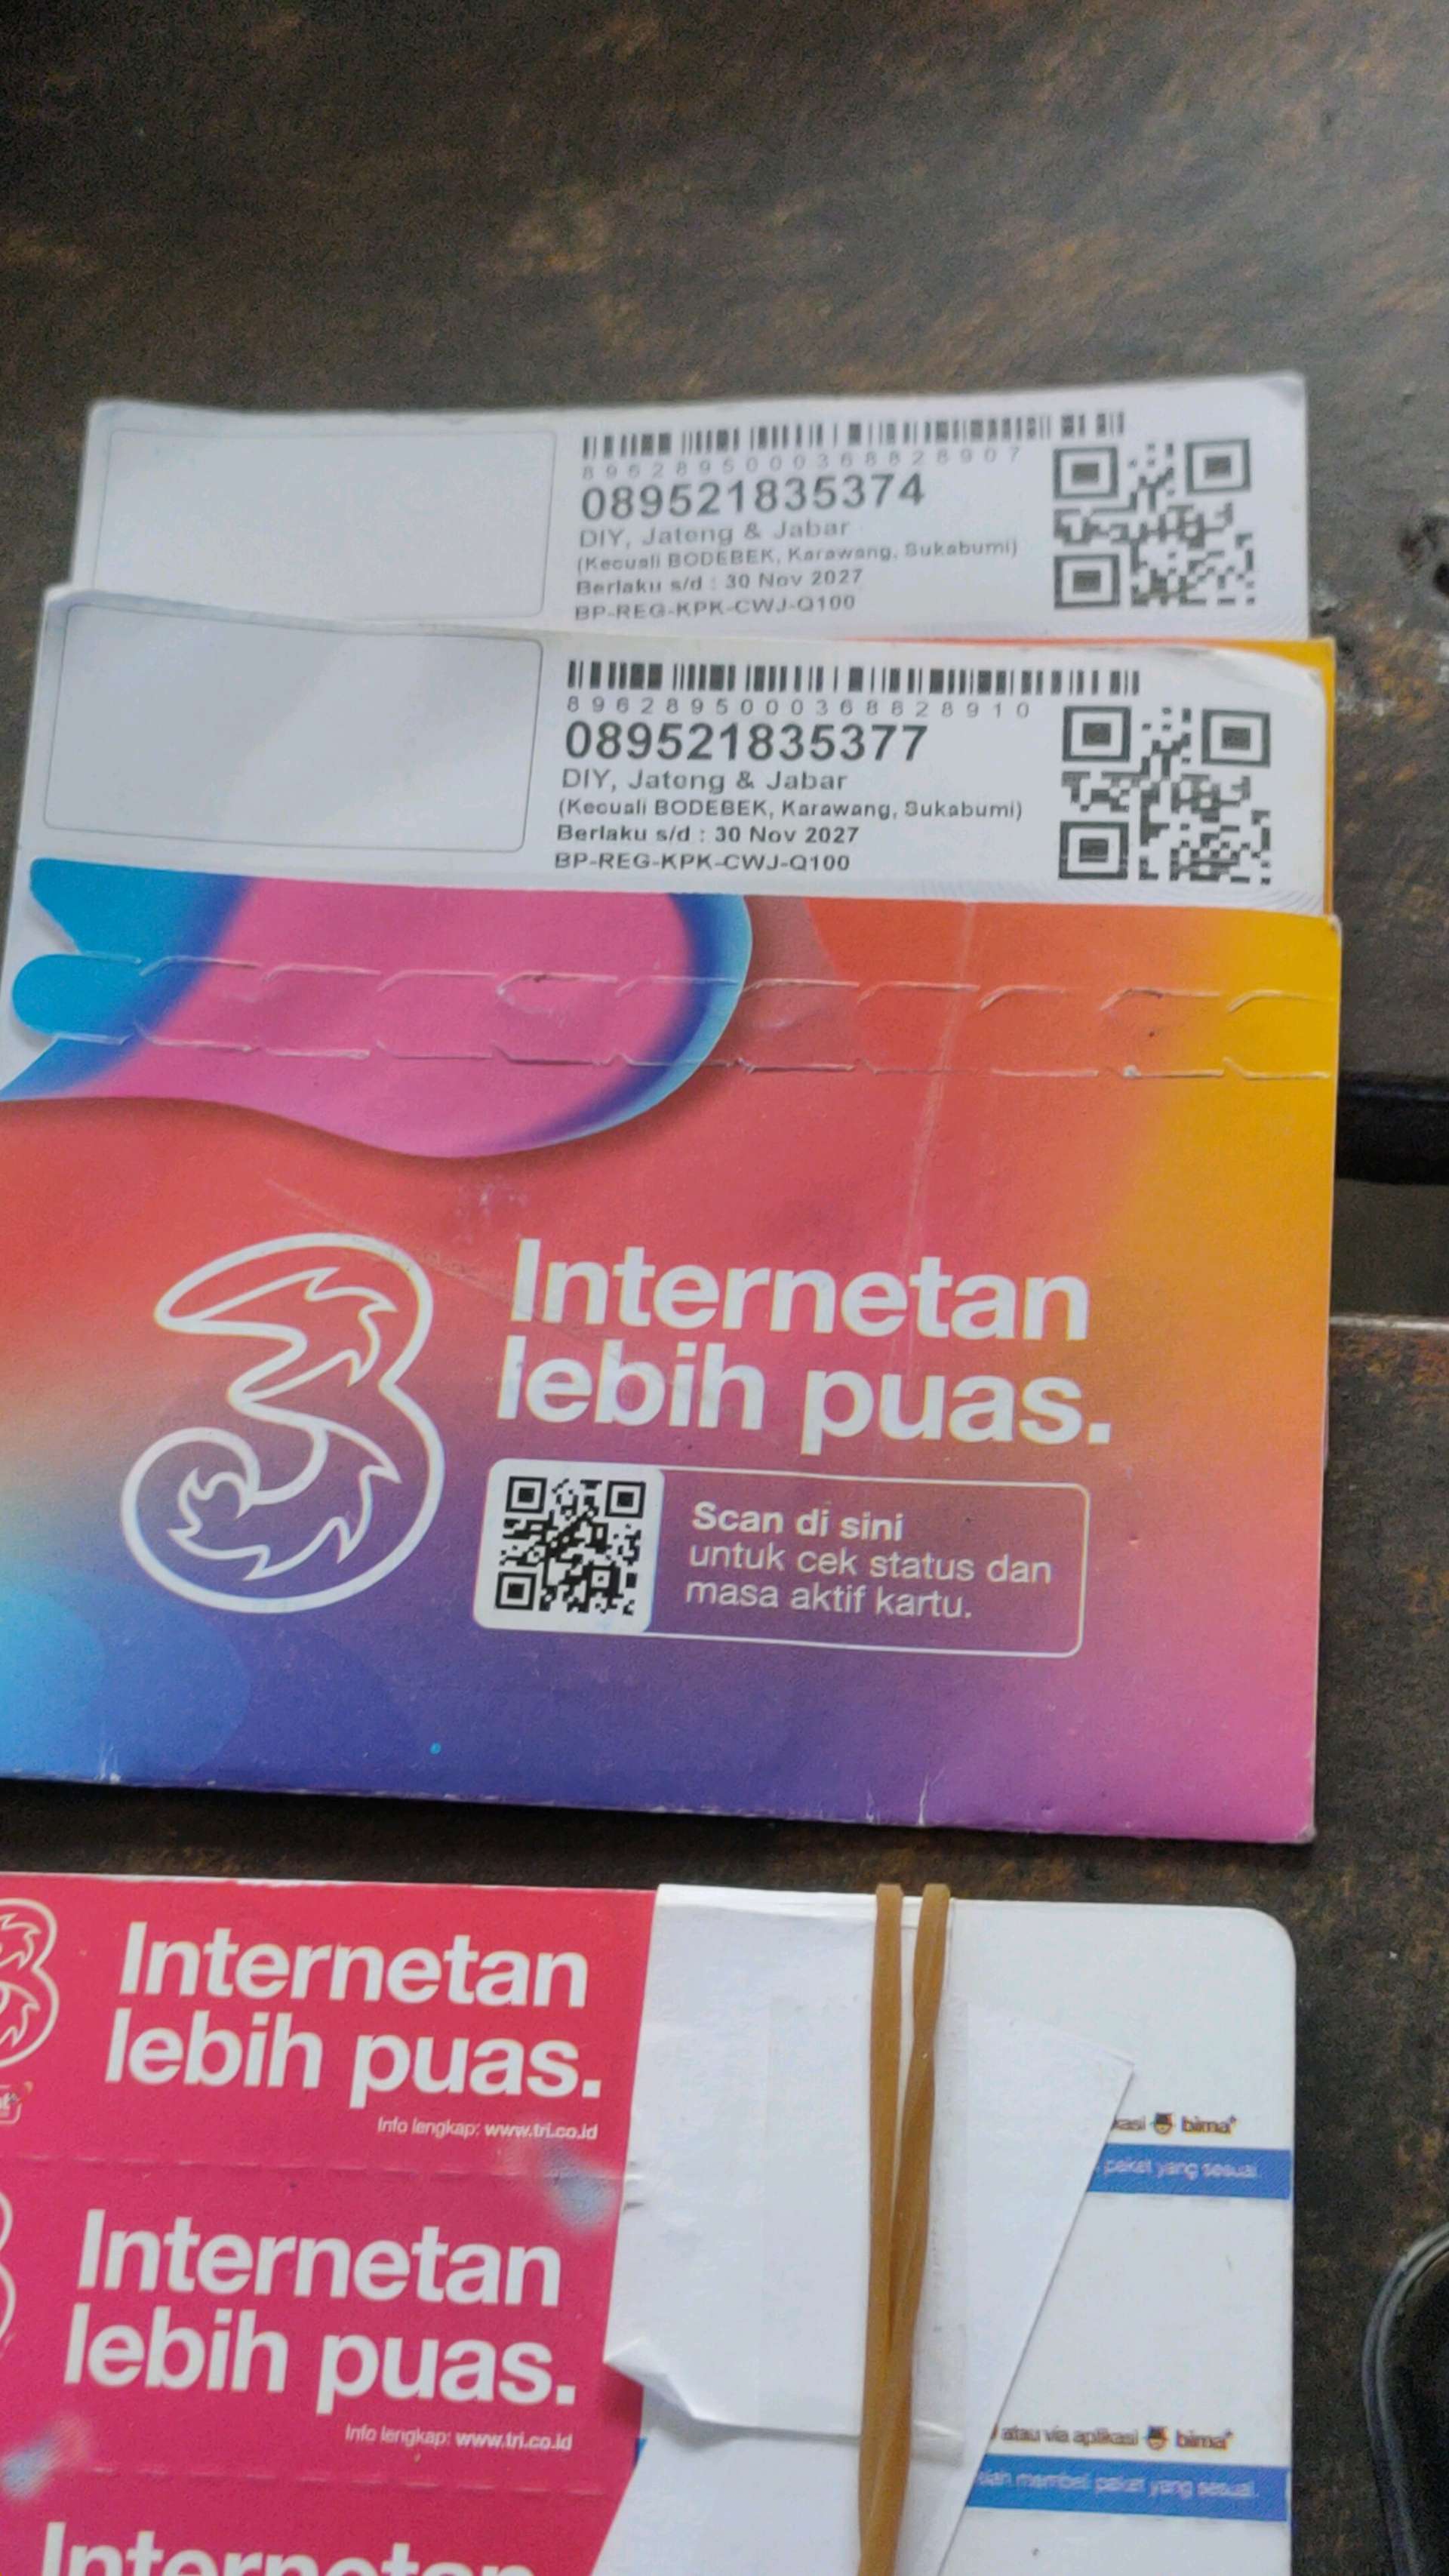 8962895000368828907
089521835374
DIY, Jateng & Jabar
(Kecuali BODEBEK, Karawang, Sukabumi)
Berlaku s/d : 30 Nov 2027
BP-REG-KPK-CWJ-Q100
8962895000368828910
089521835377
DIY, Jateng & Jabar
(Kecuali BODEBEK, Karawang, Sukabumi)
Berlaku s/d : 30 Nov 2027
BP-REG-KPK-CWJ-Q100
3
Internetan
lebih puas.
Scan di sini
untuk cek status dan
masa aktif kartu.
Internetan
lebih puas.
Info lengkap: www.tri.co.id
bima+
paket yang sesuai.
Internetan
lebih puas.
Info lengkap: www.tri.co.id
atau via aplikasi bima+
membeli paket yang sesuai.
Internetan